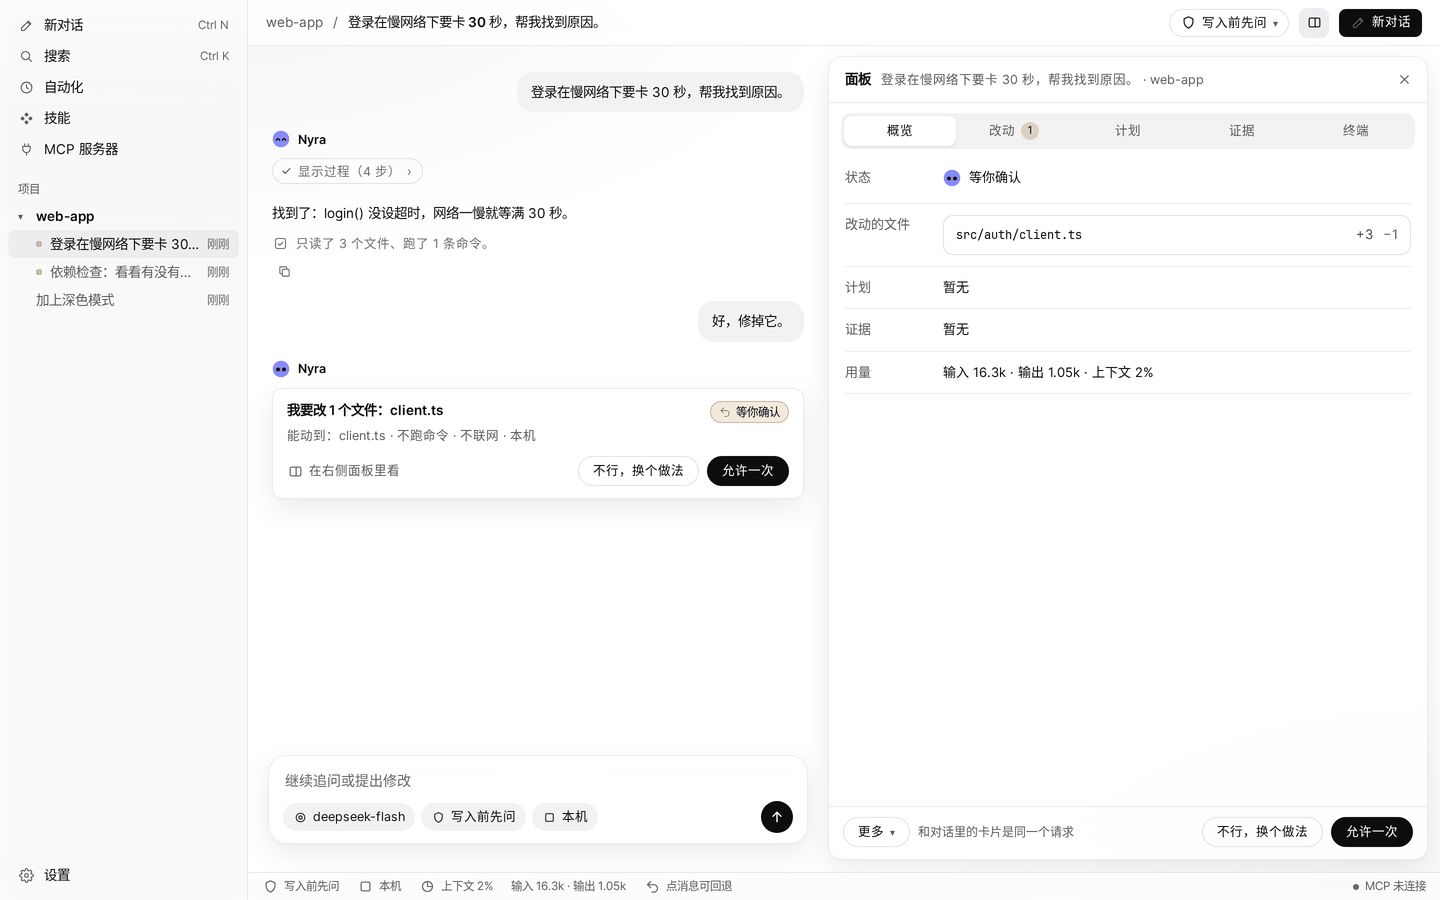 新对话 Ctrl N
搜索 Ctrl K
自动化
技能
MCP 服务器
项目
web-app
登录在慢网络下要卡 30... 刚刚
依赖检查：看看有没有... 刚刚
加上深色模式 刚刚
设置
web-app / 登录在慢网络下要卡 30 秒，帮我找到原因。
写入前先问
新对话
登录在慢网络下要卡 30 秒，帮我找到原因。
Nyra
显示过程（4 步）
找到了：login() 没设超时，网络一慢就等满 30 秒。
只读了 3 个文件、跑了 1 条命令。
好，修掉它。
Nyra
我要改 1 个文件：client.ts
等你确认
能动到：client.ts · 不跑命令 · 不联网 · 本机
在右侧面板里看
不行，换个做法
允许一次
继续追问或提出修改
deepseek-flash
写入前先问
本机
面板 登录在慢网络下要卡 30 秒，帮我找到原因。 · web-app
概览
改动 1
计划
证据
终端
状态 等你确认
改动的文件 src/auth/client.ts +3 −1
计划 暂无
证据 暂无
用量 输入 16.3k · 输出 1.05k · 上下文 2%
更多
和对话里的卡片是同一个请求
不行，换个做法
允许一次
写入前先问
本机
上下文 2%
输入 16.3k · 输出 1.05k
点消息可回退
MCP 未连接